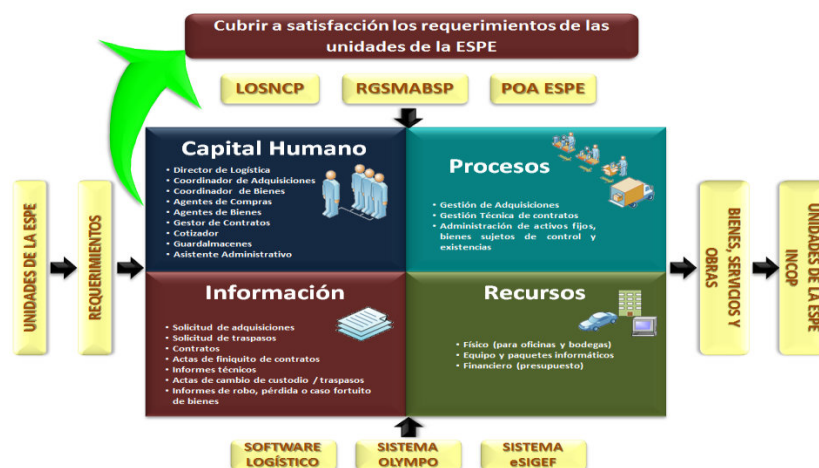 Cubrir a satisfacción los requerimientos de las
unidades de la ESPE
LOSNCP
RGSMABSP
POA ESPE
UNIDADES DE LA ESPE
REQUERIMIENTOS
Capital Humano
• Director de Logística
• Coordinador de Adquisiciones
• Coordinador de Bienes
• Agentes de Compras
• Agentes de Bienes
• Gestor de Contratos
• Cotizador
• Guardalmacenes
• Asistente Administrativo
Procesos
• Gestión de Adquisiciones
• Gestión Técnica de contratos
• Administración de activos fijos,
bienes sujetos de control y
existencias
Información
• Solicitud de adquisiciones
• Solicitud de traspasos
• Contratos
• Actas de finiquito de contratos
• Informes técnicos
• Actas de cambio de custodio / traspasos
• Informes de robo, pérdida o caso fortuito
de bienes
Recursos
• Físico (para oficinas y bodegas)
• Equipo y paquetes informáticos
• Financiero (presupuesto)
BIENES, SERVICIOS Y
OBRAS
UNIDADES DE LA ESPE
INCOP
SOFTWARE
LOGÍSTICO
SISTEMA
OLYMPO
SISTEMA
eSIGEF